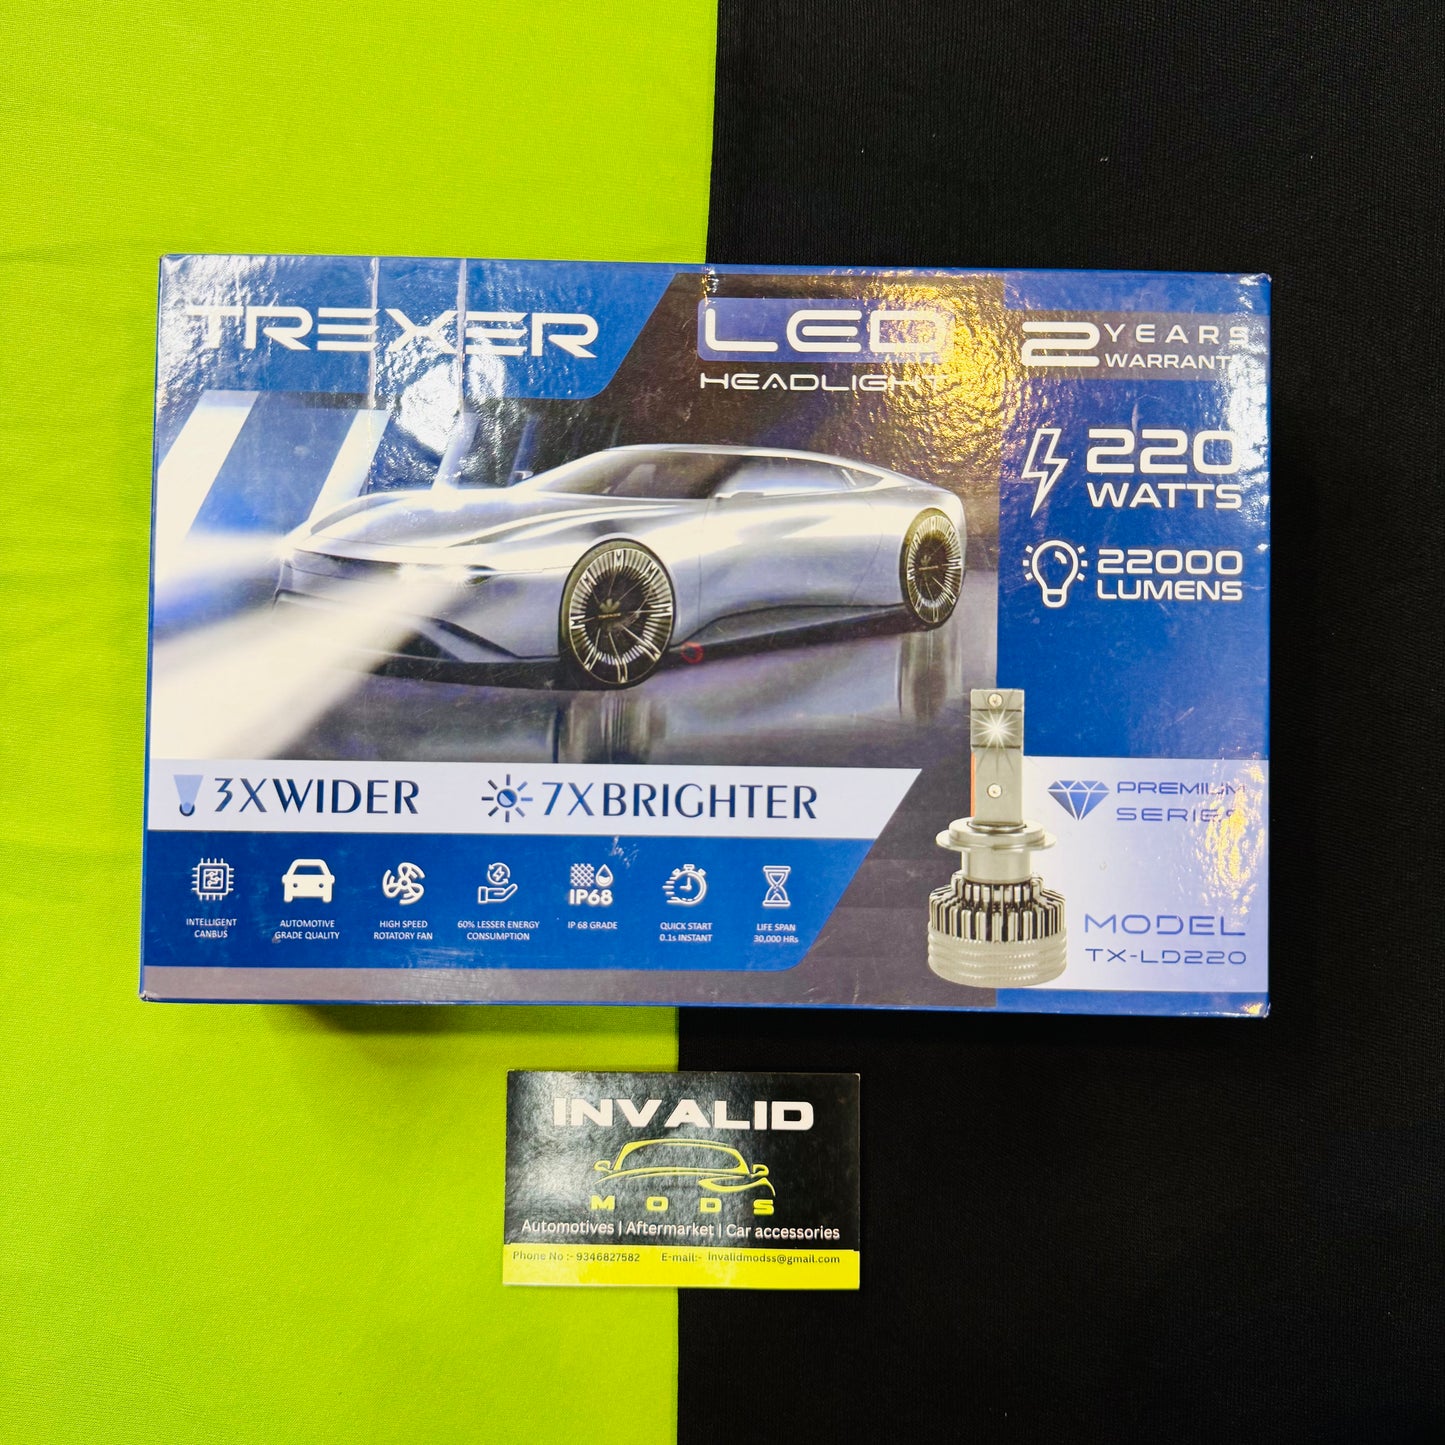 TREXER
LED
HEADLIGHT
2 YEARS
WARRANTY
220
WATTS
22000
LUMENS
3XWIDER
7XBRIGHTER
PREMIUM
SERIES
INTELLIGENT
CANBUS
AUTOMOTIVE
GRADE QUALITY
HIGH SPEED
ROTATORY FAN
60% LESSER ENERGY
CONSUMPTION
IP68
IP 68 GRADE
QUICK START
0.1s INSTANT
LIFE SPAN
30,000 HRs
MODEL
TX-LD220
INVALID
MODS
Automotives | Aftermarket | Car accessories
Phone No :- 9346827582 E-mail:- invalidmodss@gmail.com